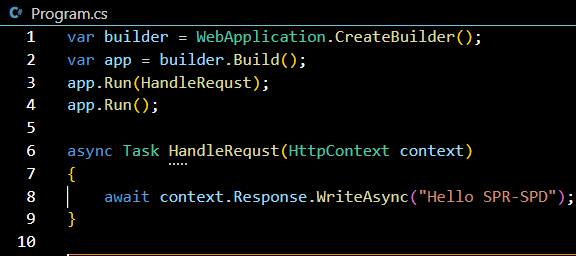 C# Program.cs
1 var builder = WebApplication.CreateBuilder();
2 var app = builder.Build();
3 app.Run(HandleRequst);
4 app.Run();
5
6 async Task HandleRequst(HttpContext context)
7 {
8     await context.Response.WriteAsync("Hello SPR-SPD");
9 }
10